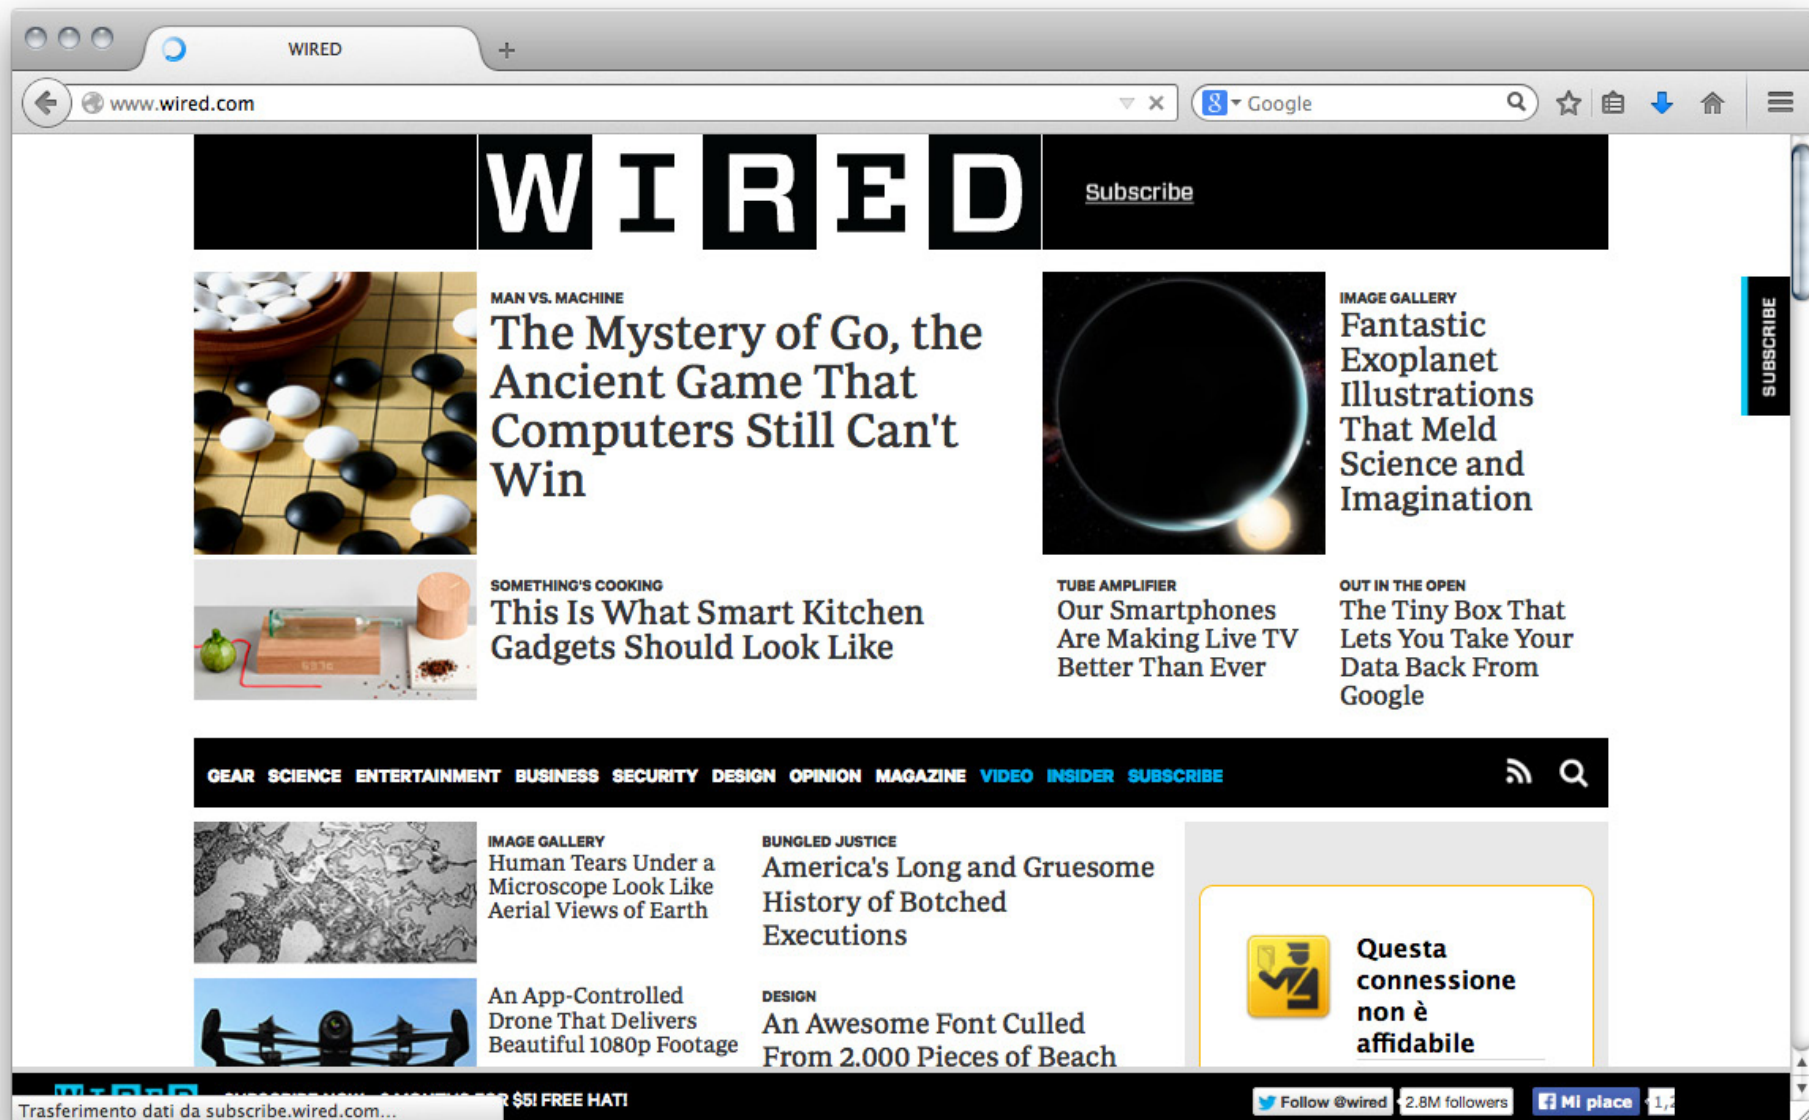 WIRED
www.wired.com
Google
WIRED
Subscribe
MAN VS. MACHINE
The Mystery of Go, the
Ancient Game That
Computers Still Can't
Win
IMAGE GALLERY
Fantastic
Exoplanet
Illustrations
That Meld
Science and
Imagination
SUBSCRIBE
SOMETHING'S COOKING
This Is What Smart Kitchen
Gadgets Should Look Like
TUBE AMPLIFIER
Our Smartphones
Are Making Live TV
Better Than Ever
OUT IN THE OPEN
The Tiny Box That
Lets You Take Your
Data Back From
Google
GEAR SCIENCE ENTERTAINMENT BUSINESS SECURITY DESIGN OPINION MAGAZINE VIDEO INSIDER SUBSCRIBE
IMAGE GALLERY
Human Tears Under a
Microscope Look Like
Aerial Views of Earth
BUNGLED JUSTICE
America's Long and Gruesome
History of Botched
Executions
An App-Controlled
Drone That Delivers
Beautiful 1080p Footage
DESIGN
An Awesome Font Culled
From 2,000 Pieces of Beach
Questa
connessione
non è
affidabile
$5! FREE HAT!
Trasferimento dati da subscribe.wired.com...
Follow @wired
2.8M followers
Mi piace